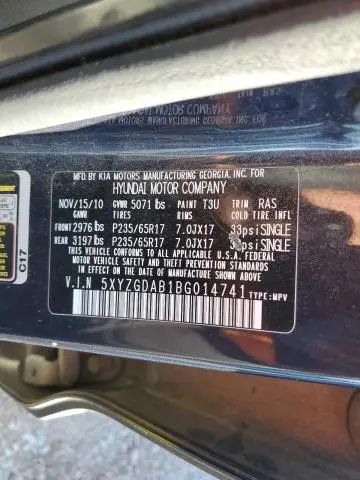 MFD BY KIA MOTORS MANUFACTURING GEORGIA, INC. FOR
HYUNDAI MOTOR COMPANY
NOV/15/10 GVWR 5071 lbs PAINT T3U TRIM RAS
GAWR TIRES RIMS COLD TIRE INFL
FRONT 2976 lbs P235/65R17 7.0JX17 33psi SINGLE
REAR 3197 lbs P235/65R17 7.0JX17 33psi SINGLE
THIS VEHICLE CONFORMS TO ALL APPLICABLE U.S.A. FEDERAL
MOTOR VEHICLE SAFETY, BUMPER, AND THEFT PREVENTION
STANDARDS IN EFFECT ON THE DATE OF MANUFACTURE SHOWN ABOVE.
V.I.N 5XYZGDAB1BG014741 TYPE: MPV
C17